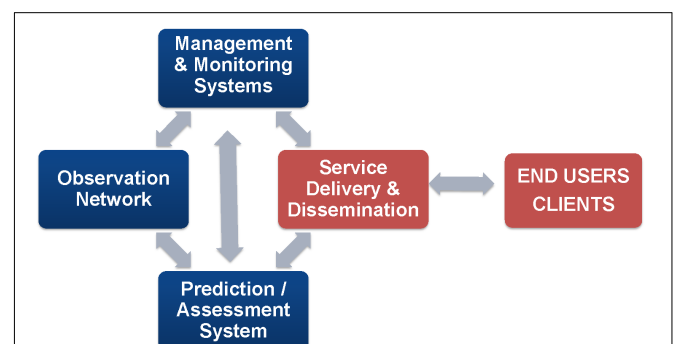 Management
& Monitoring
Systems
Observation
Network
Service
Delivery &
Dissemination
END USERS
CLIENTS
Prediction /
Assessment
System